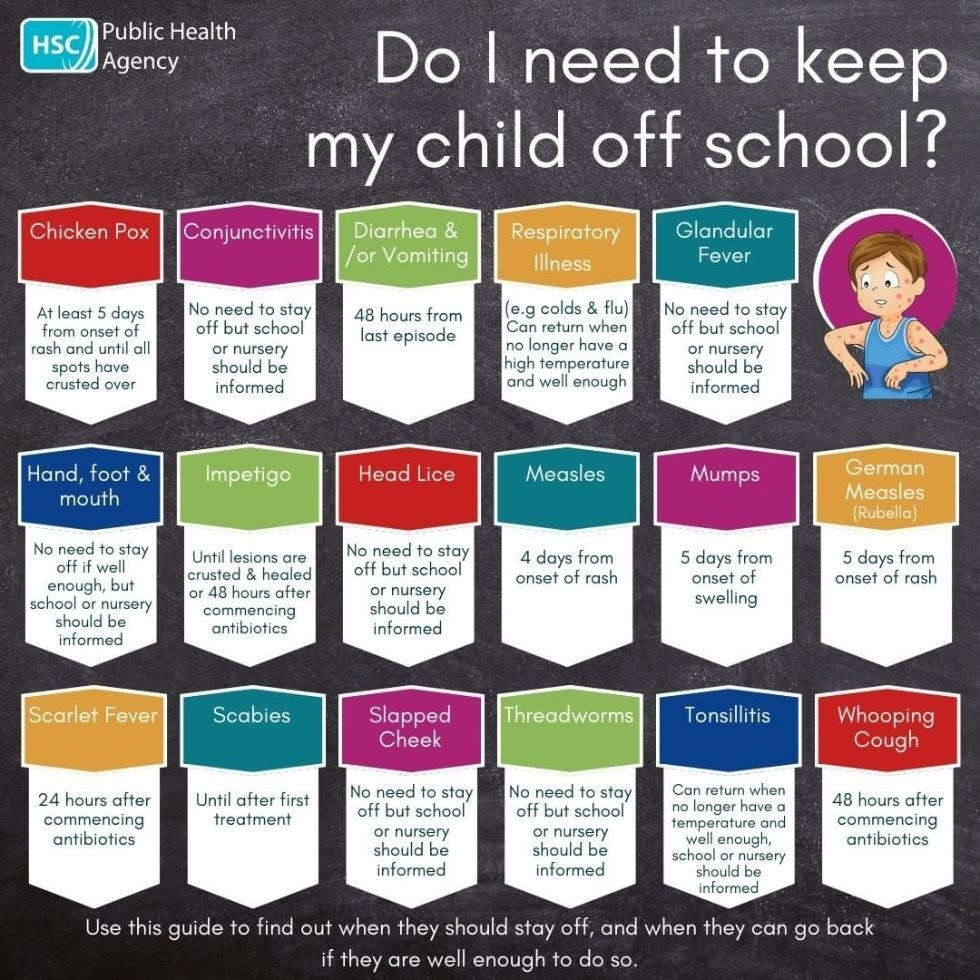 HSC
Public Health
Agency
Do I need to keep
my child off school?
Chicken Pox
At least 5 days
from onset of
rash and until all
spots have
crusted over
Conjunctivitis
No need to stay
off but school
or nursery
should be
informed
Diarrhea &
/or Vomiting
48 hours from
last episode
Respiratory
Illness
(e.g colds & flu)
Can return when
no longer have a
high temperature
and well enough
Glandular
Fever
No need to stay
off but school
or nursery
should be
informed
Hand, foot &
mouth
No need to stay
off if well
enough, but
school or nursery
should be
informed
Impetigo
Until lesions are
crusted & healed
or 48 hours after
commencing
antibiotics
Head Lice
No need to stay
off but school
or nursery
should be
informed
Measles
4 days from
onset of rash
Mumps
5 days from
onset of
swelling
German
Measles
(Rubella)
5 days from
onset of rash
Scarlet Fever
24 hours after
commencing
antibiotics
Scabies
Until after first
treatment
Slapped
Cheek
No need to stay
off but school
or nursery
should be
informed
Threadworms
No need to stay
off but school
or nursery
should be
informed
Tonsillitis
Can return when
no longer have a
temperature and
well enough,
school or nursery
should be
informed
Whooping
Cough
48 hours after
commencing
antibiotics
Use this guide to find out when they should stay off, and when they can go back
if they are well enough to do so.